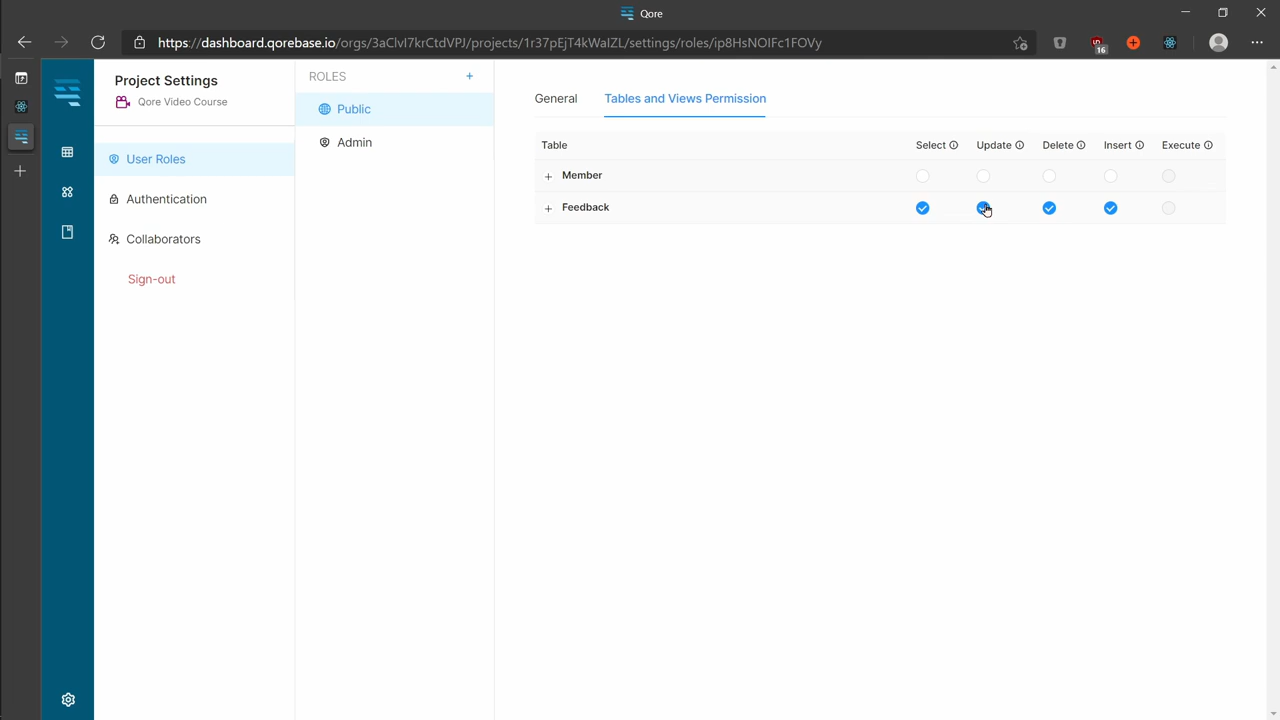 Qore
https://dashboard.qorebase.io/orgs/3aClvI7krCtdVPJ/projects/1r37pEjT4kWaIZL/settings/roles/ip8HsNOIFc1FOVy
16
Project Settings
Qore Video Course
User Roles
Authentication
Collaborators
Sign-out
ROLES
Public
Admin
General
Tables and Views Permission
Table Select Update Delete Insert Execute
Member
Feedback